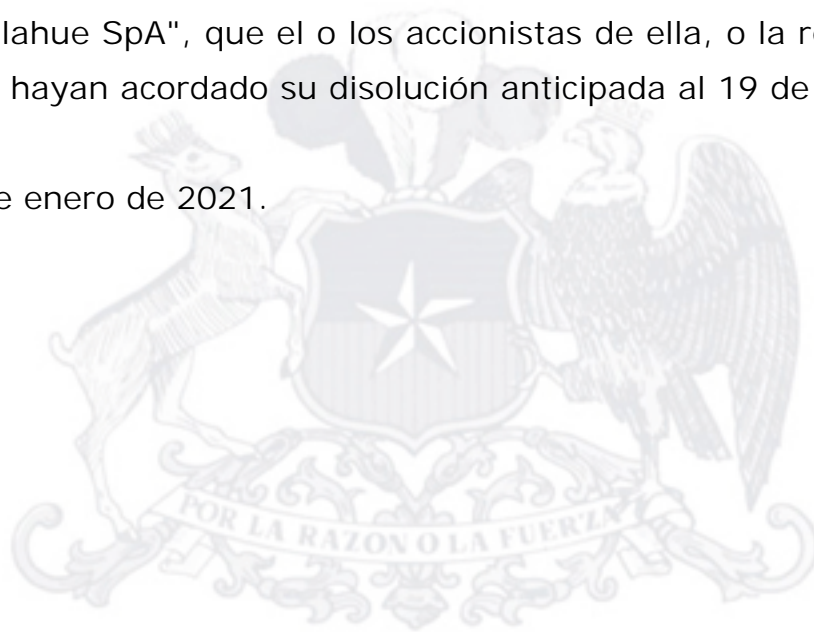 lahue SpA", que el o los accionistas de ella, o la
hayan acordado su disolución anticipada al 19 de
enero de 2021.
POR LA RAZON O LA FUERZA